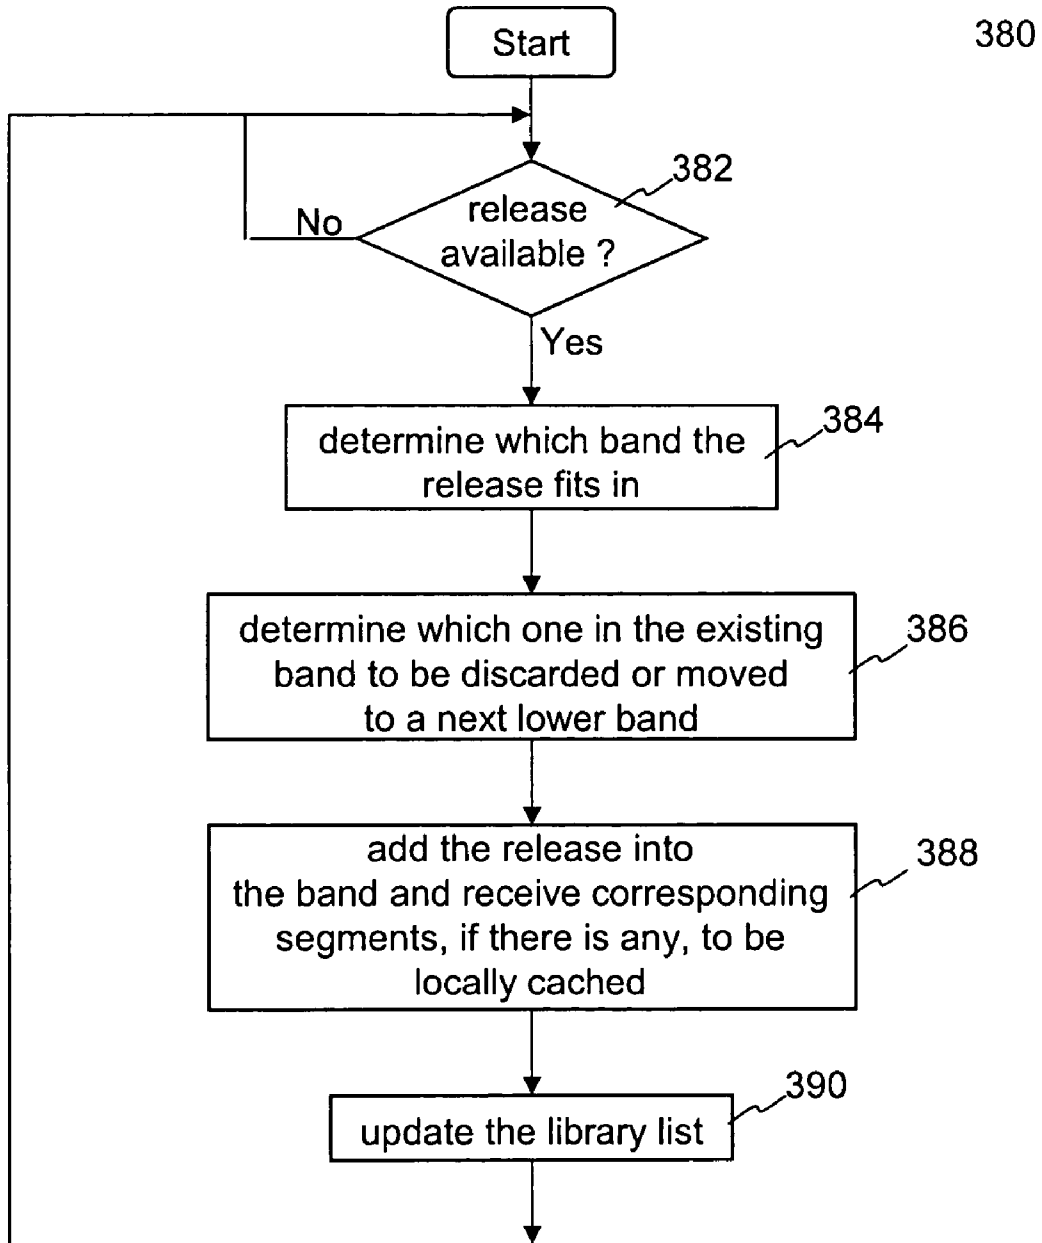 Start
380
382
release
available ?
No
Yes
384
determine which band the
release fits in
386
determine which one in the existing
band to be discarded or moved
to a next lower band
388
add the release into
the band and receive corresponding
segments, if there is any, to be
locally cached
390
update the library list